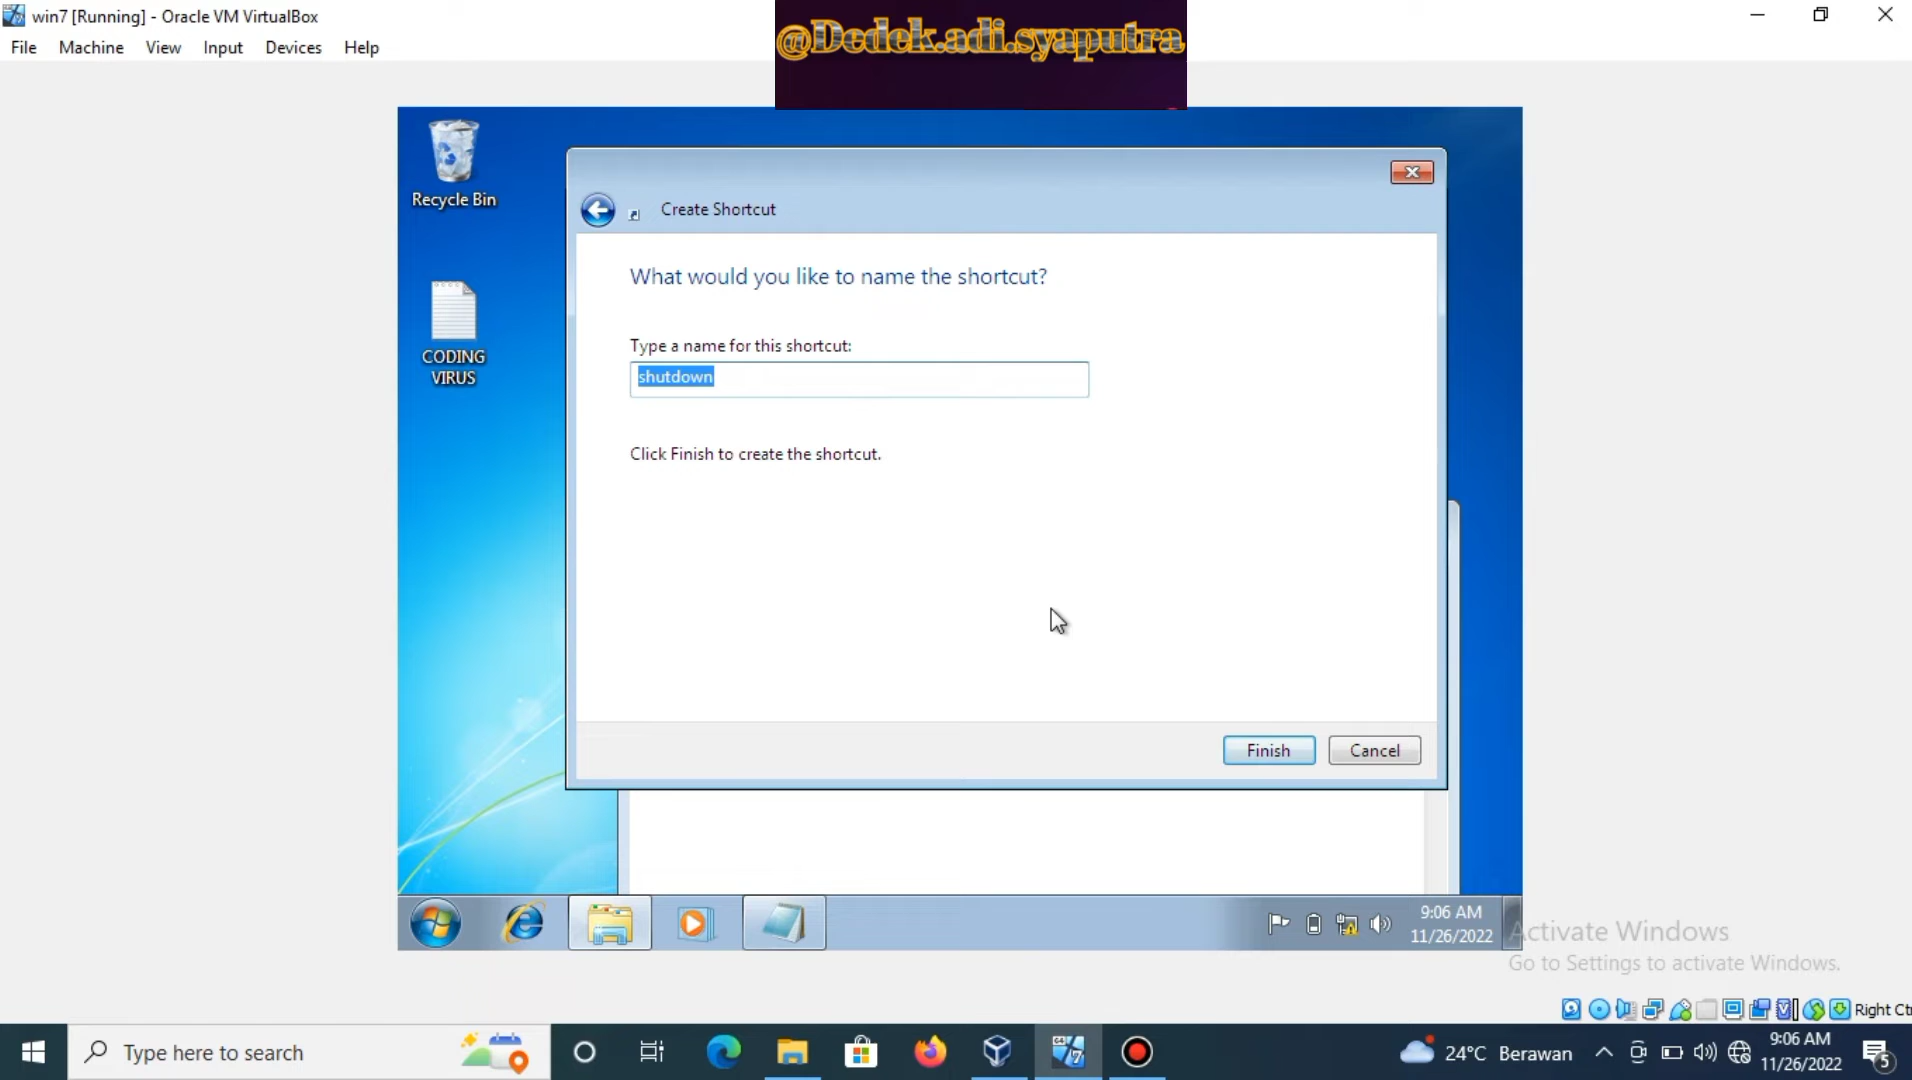 win7 [Running] - Oracle VM VirtualBox
File Machine View Input Devices Help
@Dedek.adi.syaputra
Recycle Bin
CODING
VIRUS
Create Shortcut
What would you like to name the shortcut?
Type a name for this shortcut:
shutdown
Click Finish to create the shortcut.
Finish Cancel
9:06 AM
11/26/2022
Activate Windows
Go to Settings to activate Windows.
Right Ct
Type here to search
64
7
24°C Berawan
9:06 AM
11/26/2022
5